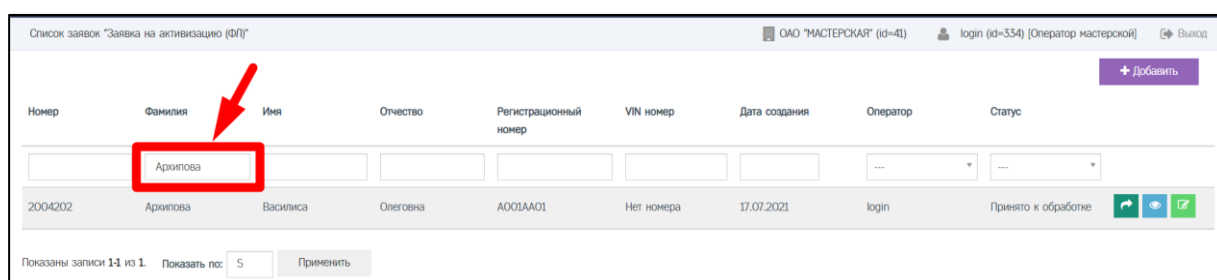 Список заявок "Заявка на активизацию (ФЛ)" ОАО "МАСТЕРСКАЯ" (id=41) login (id=334) [Оператор мастерской] Выход
+ Добавить
Номер Фамилия Имя Отчество Регистрационный номер VIN номер Дата создания Оператор Статус
Архипова --- ---
2004202 Архипова Василиса Олеговна А001АА01 Нет номера 17.07.2021 login Принято к обработке
Показаны записи 1-1 из 1. Показать по: 5 Применить